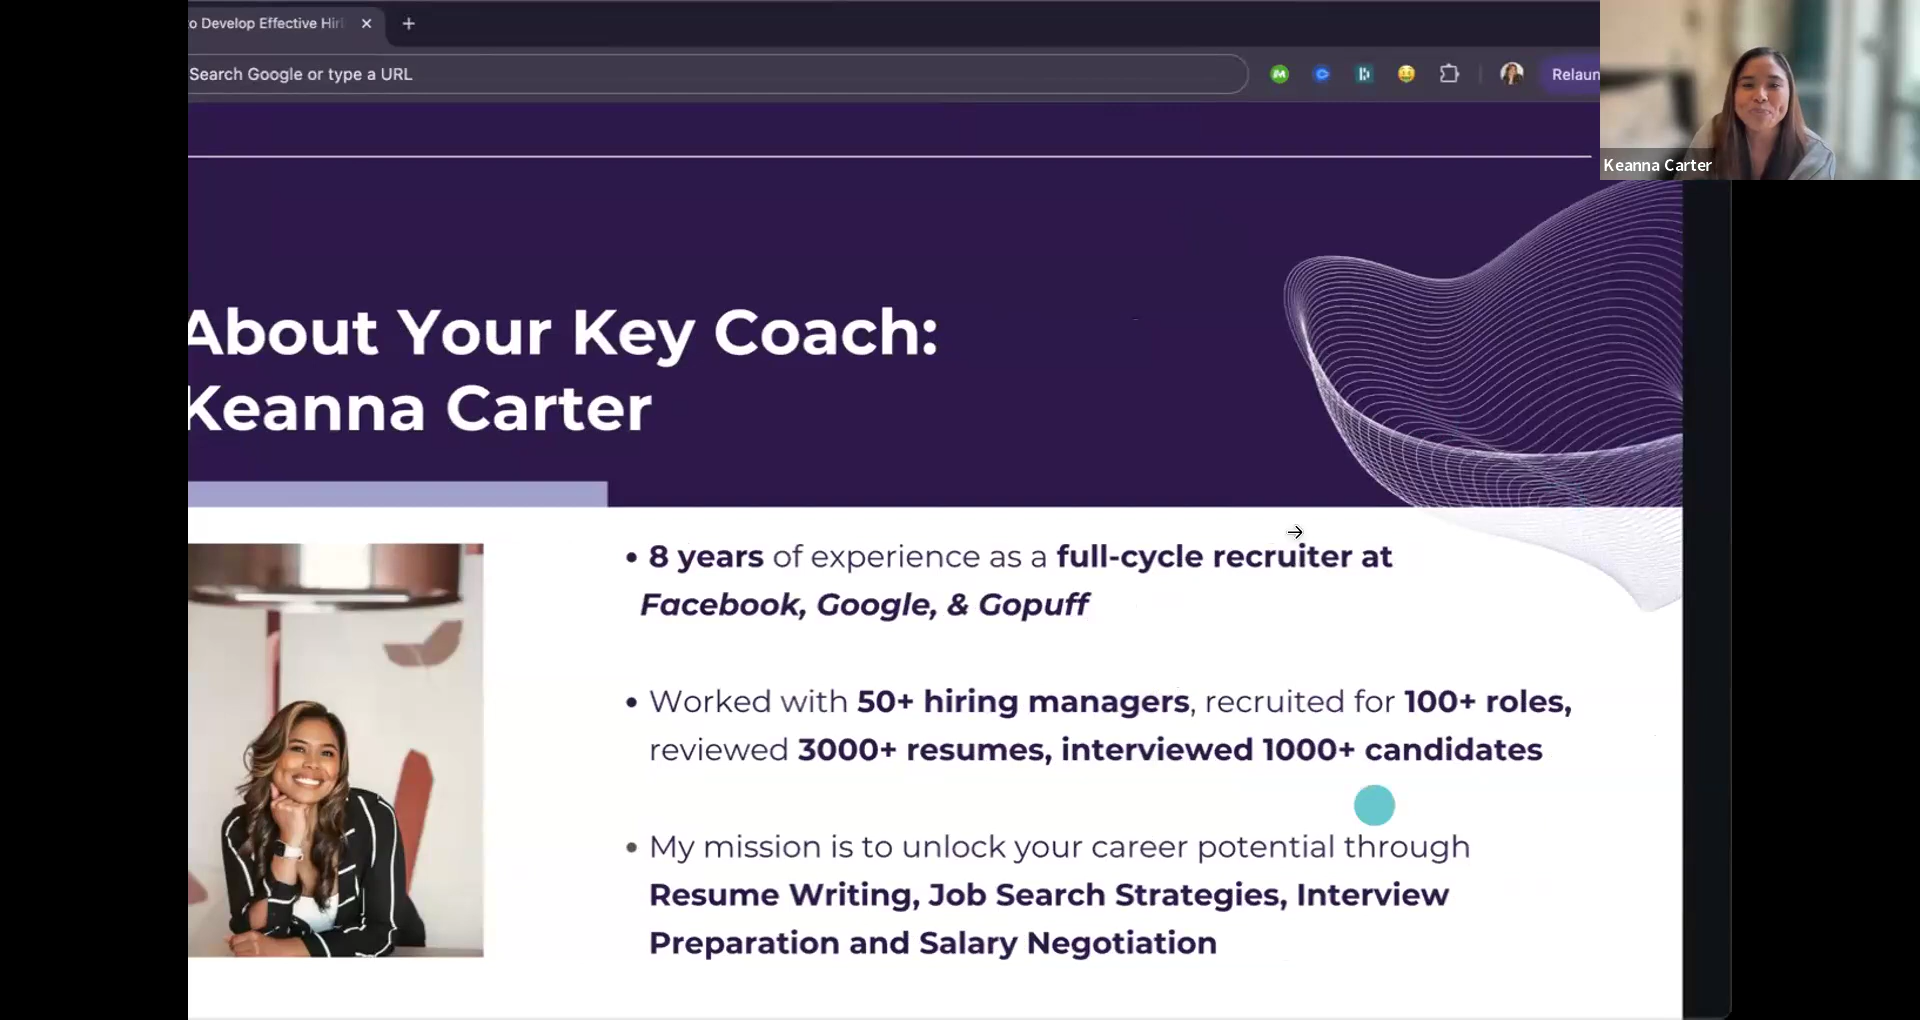 o Develop Effective Hiri
Search Google or type a URL
Relaun
Keanna Carter
About Your Key Coach:
Keanna Carter
• 8 years of experience as a full-cycle recruiter at
Facebook, Google, & Gopuff
• Worked with 50+ hiring managers, recruited for 100+ roles,
reviewed 3000+ resumes, interviewed 1000+ candidates
• My mission is to unlock your career potential through
Resume Writing, Job Search Strategies, Interview
Preparation and Salary Negotiation